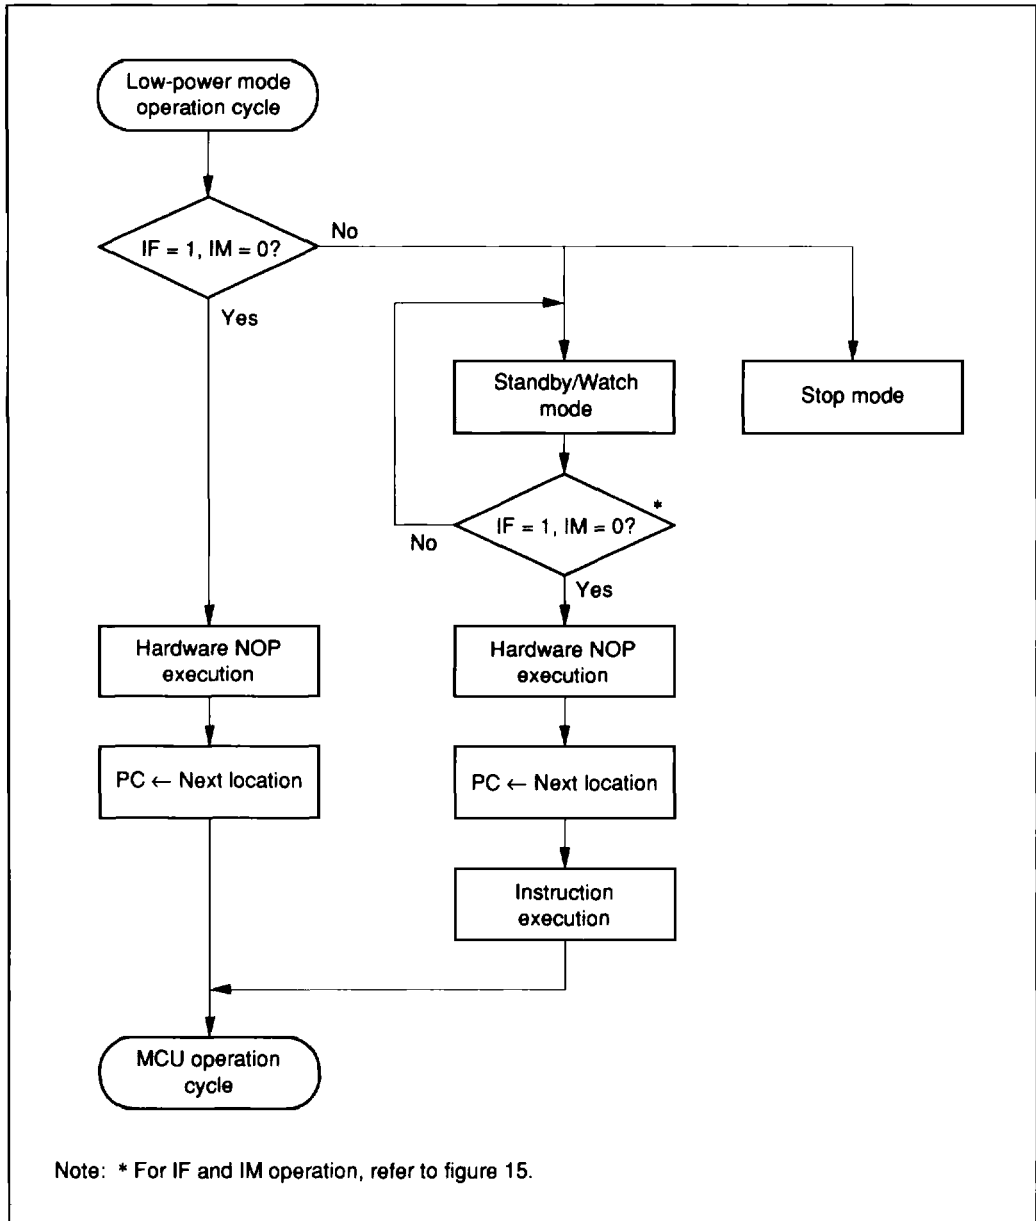 Low-power mode
operation cycle
IF = 1, IM = 0?
No
Yes
Standby/Watch
mode
Stop mode
IF = 1, IM = 0?
*
No
Yes
Hardware NOP
execution
Hardware NOP
execution
PC ← Next location
PC ← Next location
Instruction
execution
MCU operation
cycle
Note: * For IF and IM operation, refer to figure 15.